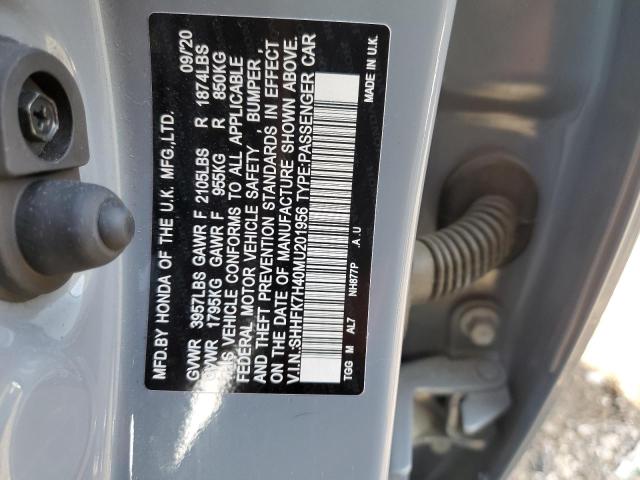 MFD.BY HONDA OF THE U.K. MFG.,LTD. 09/20
GVWR 3957LBS GAWR F 2105LBS R 1874LBS
GVWR 1795KG GAWR F 955KG R 850KG
THIS VEHICLE CONFORMS TO ALL APPLICABLE
FEDERAL MOTOR VEHICLE SAFETY , BUMPER ,
AND THEFT PREVENTION STANDARDS IN EFFECT
ON THE DATE OF MANUFACTURE SHOWN ABOVE.
V.I.N.:SHHFK7H40MU201956 TYPE:PASSENGER CAR
TGG M AL7 NH877P A.U MADE IN U.K.